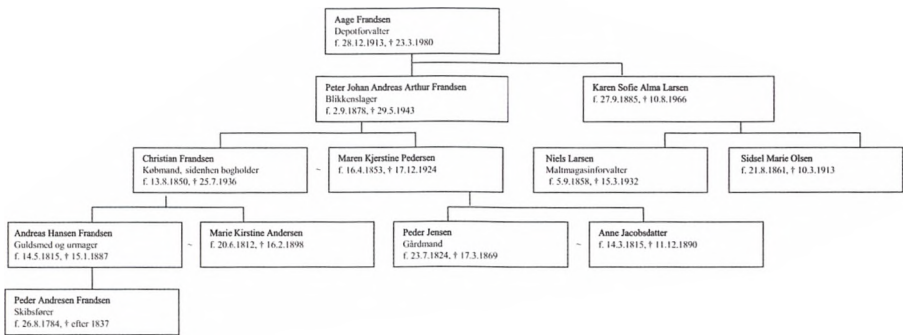 Aage Frandsen
Depotforvalter
f. 28.12.1913, † 23.3.1980
Peter Johan Andreas Arthur Frandsen
Blikkenslager
f. 2.9.1878, † 29.5.1943
Karen Sofie Alma Larsen
f. 27.9.1885, † 10.8.1966
Christian Frandsen
Købmand, sidenhen bogholder
f. 13.8.1850, † 25.7.1936
~
Maren Kjerstine Pedersen
f. 16.4.1853, † 17.12.1924
Niels Larsen
Maltmagasinforvalter
f. 5.9.1858, † 15.3.1932
Sidsel Marie Olsen
f. 21.8.1861, † 10.3.1913
Andreas Hansen Frandsen
Guldsmed og urmager
f. 14.5.1815, † 15.1.1887
~
Marie Kirstine Andersen
f. 20.6.1812, † 16.2.1898
Peder Jensen
Gårdmand
f. 23.7.1824, † 17.3.1869
~
Anne Jacobsdatter
f. 14.3.1815, † 11.12.1890
Peder Andresen Frandsen
Skibsfører
f. 26.8.1784, † efter 1837